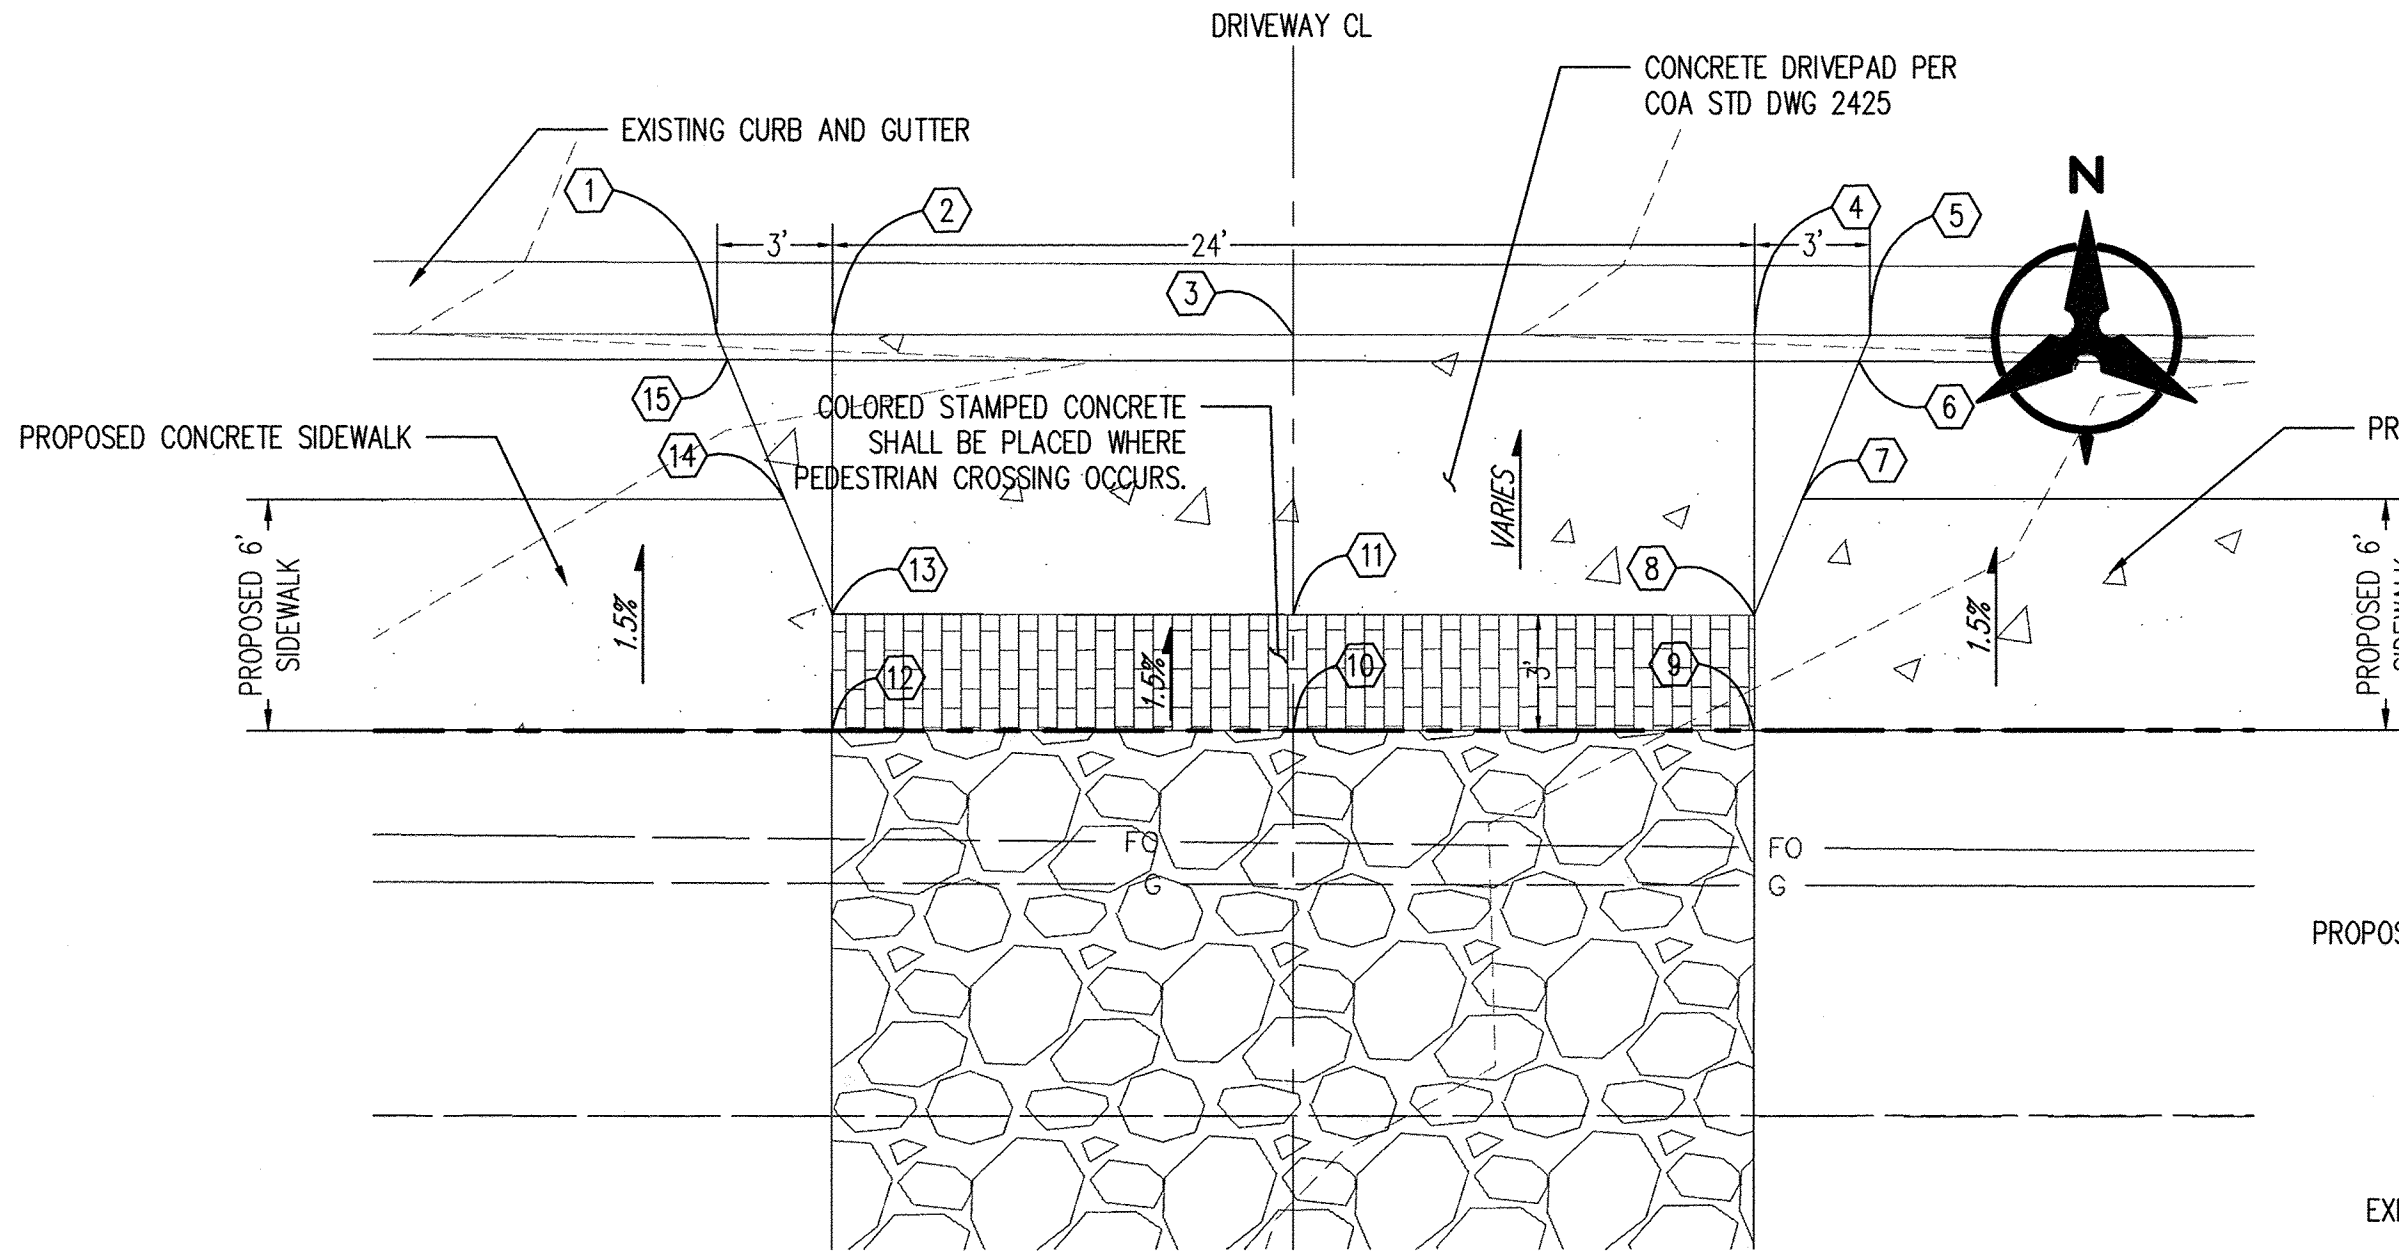 DRIVEWAY CL
CONCRETE DRIVEPAD PER
COA STD DWG 2425
EXISTING CURB AND GUTTER
N
1
2
4
5
3'
24'
3'
3
15
6
COLORED STAMPED CONCRETE
SHALL BE PLACED WHERE
PEDESTRIAN CROSSING OCCURS.
PROPOSED CONCRETE SIDEWALK
PR
14
7
VARIES
13
11
8
PROPOSED 6'
SIDEWALK
1.5%
1.5%
PROPOSED 6'
12
1.5%
10
3'
9
FO
FO
G
G
PROPOS
EXI